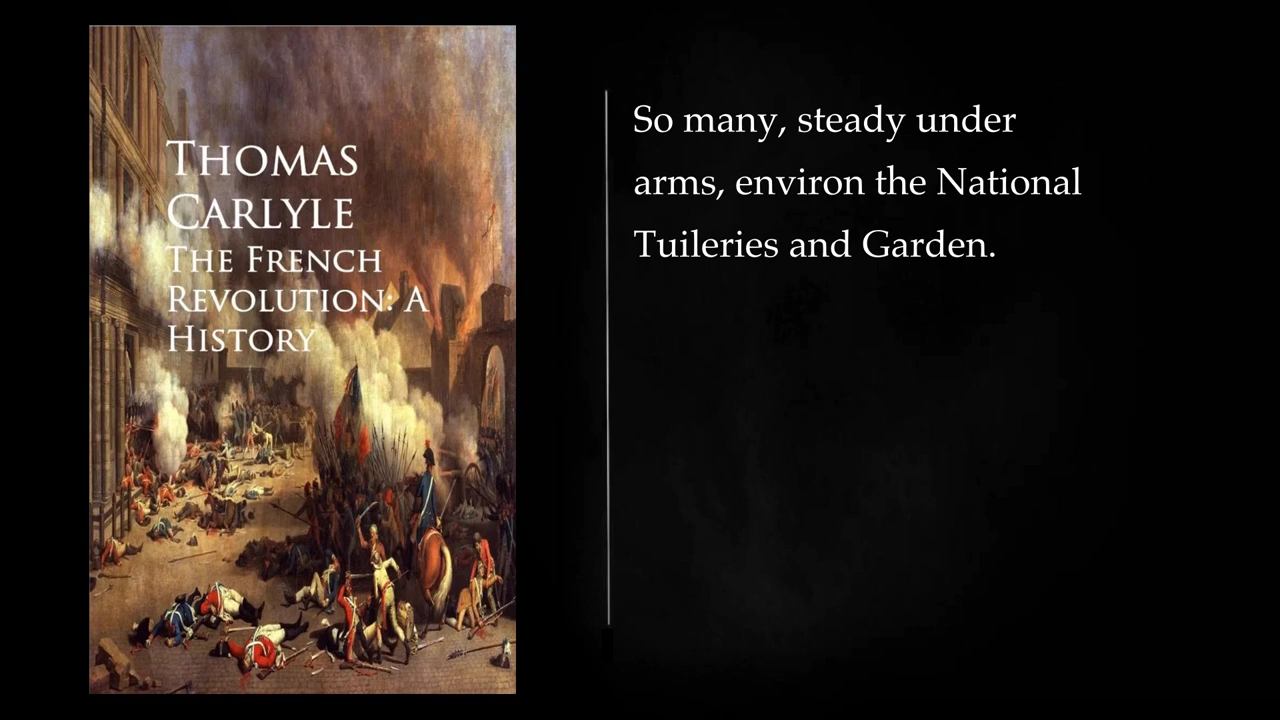 THOMAS
CARLYLE
THE FRENCH
REVOLUTION: A
HISTORY
So many, steady under
arms, environ the National
Tuileries and Garden.